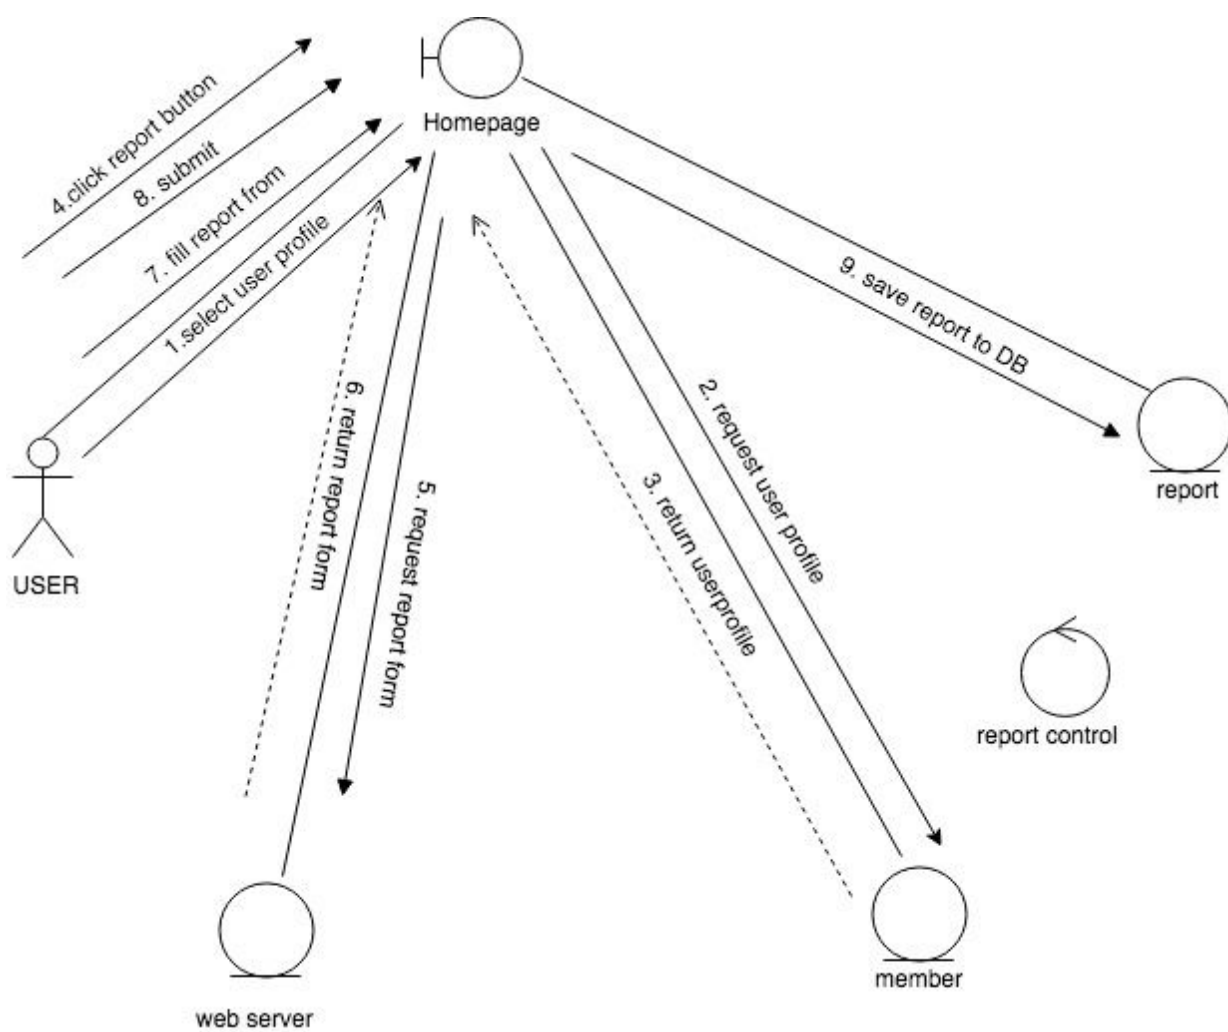 Homepage
4.click report button
8. submit
7. fill report from
1.select user profile
9. save report to DB
6. return report form
5. request report form
2. request user profile
3. return userprofile
report
USER
report control
member
web server